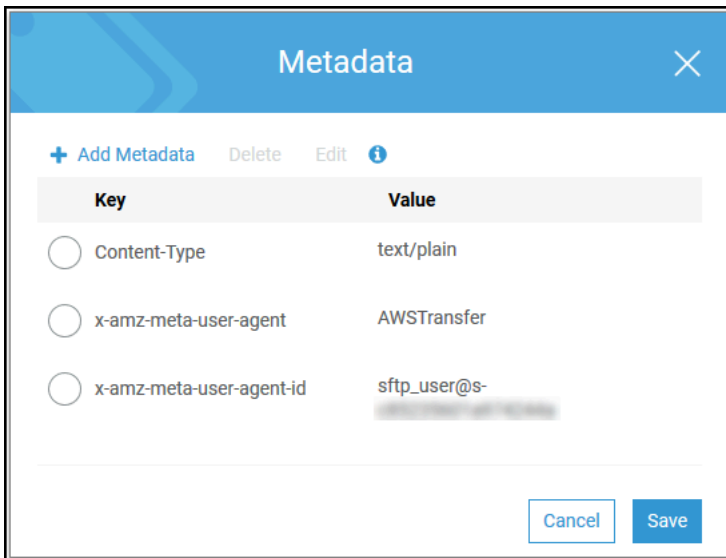 Metadata
Add Metadata Delete Edit
Key Value
Content-Type text/plain
x-amz-meta-user-agent AWSTransfer
x-amz-meta-user-agent-id sftp_user@s-
Cancel Save